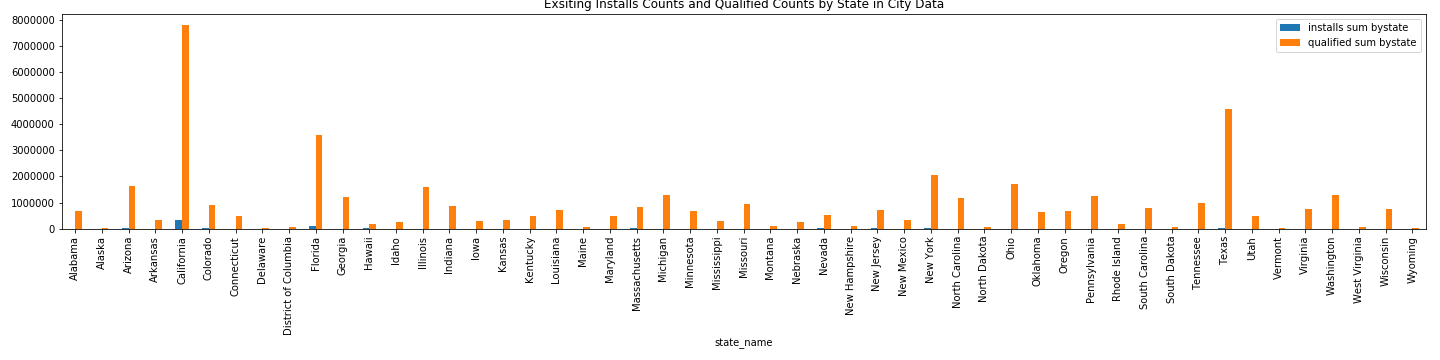 Exsiting Installs Counts and Qualified Counts by State in City Data
installs sum bystate
qualified sum bystate
8000000
7000000
6000000
5000000
4000000
3000000
2000000
1000000
0
Alabama
Alaska
Arizona
Arkansas
California
Colorado
Connecticut
Delaware
District of Columbia
Florida
Georgia
Hawaii
Idaho
Illinois
Indiana
Iowa
Kansas
Kentucky
Louisiana
Maine
Maryland
Massachusetts
Michigan
Minnesota
Mississippi
Missouri
Montana
Nebraska
Nevada
New Hampshire
New Jersey
New Mexico
New York
North Carolina
North Dakota
Ohio
Oklahoma
Oregon
Pennsylvania
Rhode Island
South Carolina
South Dakota
Tennessee
Texas
Utah
Vermont
Virginia
Washington
West Virginia
Wisconsin
Wyoming
state_name